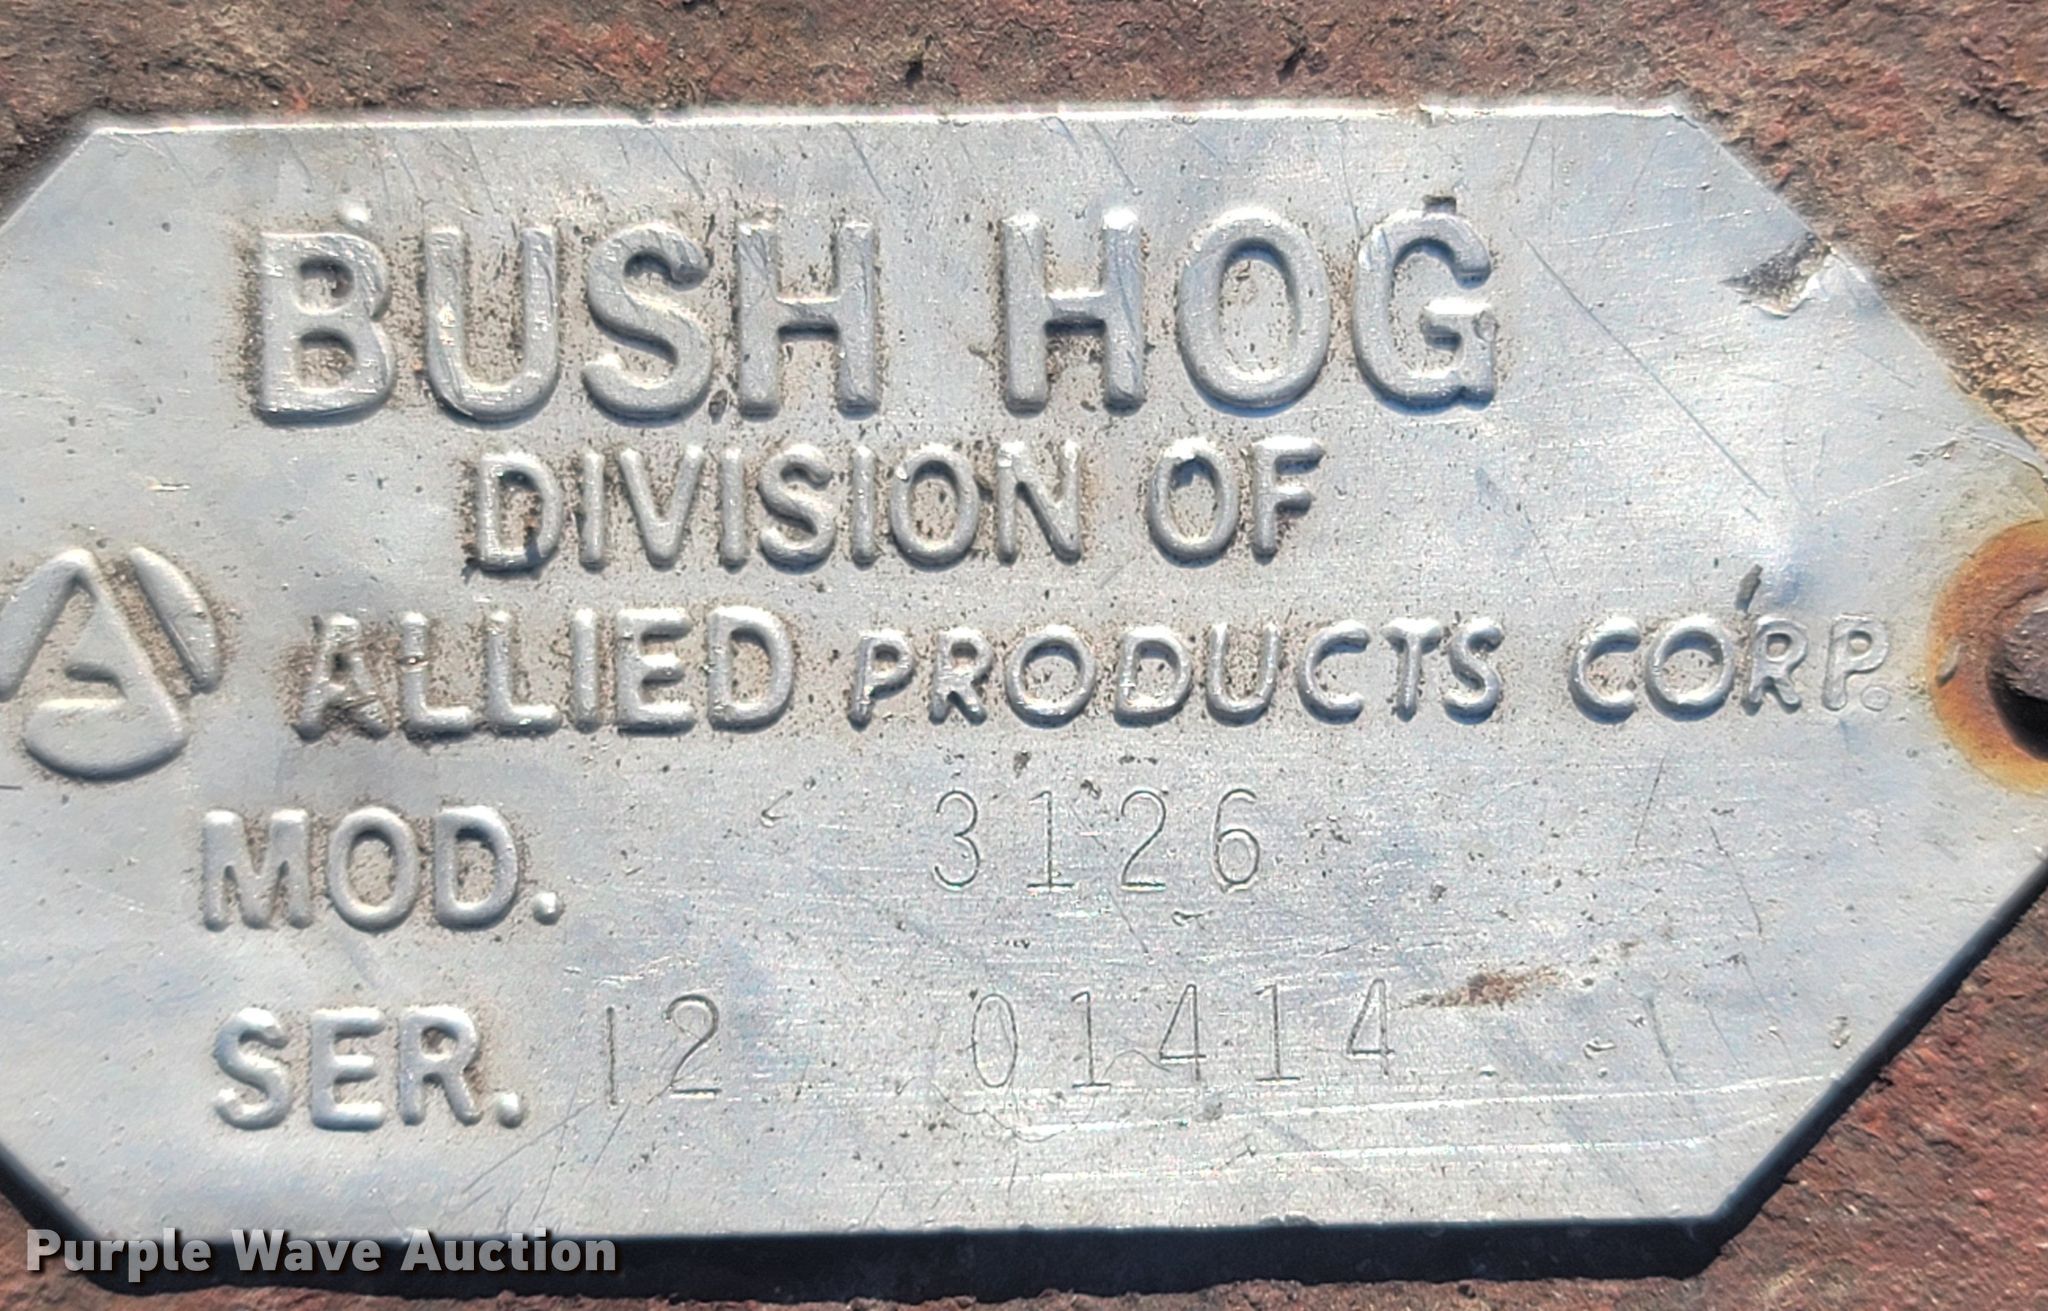 BUSH HOG
DIVISION OF
ALLIED PRODUCTS CORP.
MOD. 3126
SER. 12 01414
Purple Wave Auction